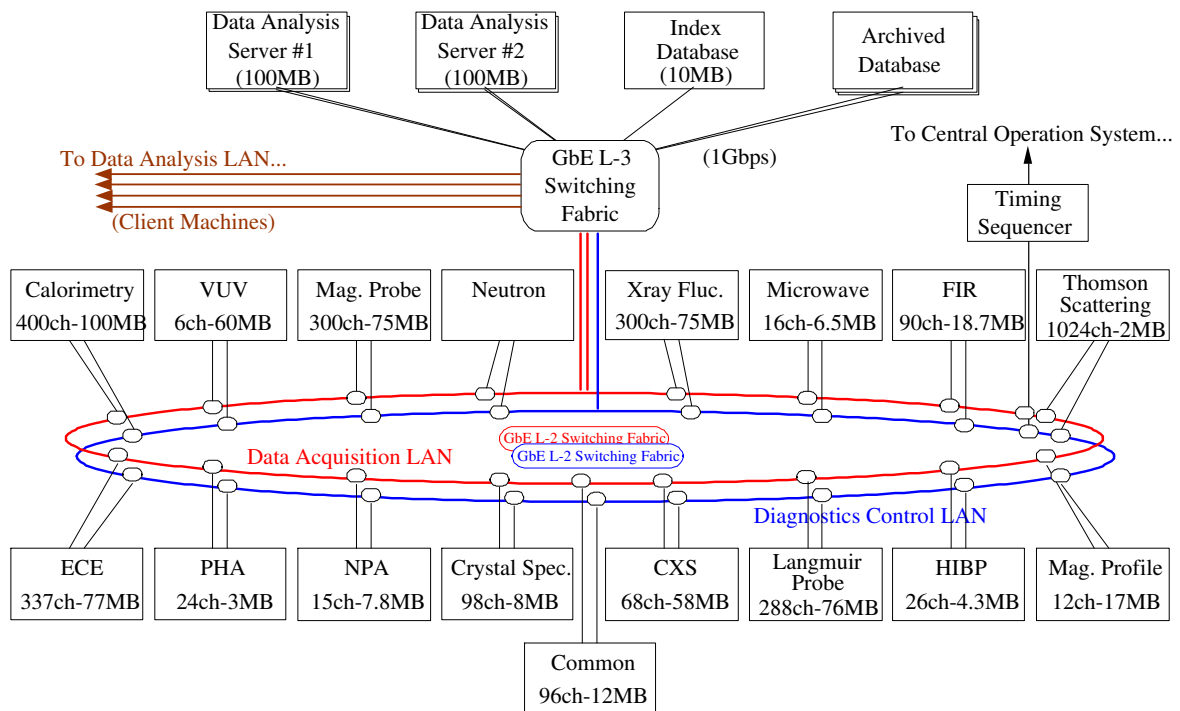 Data Analysis
Server #1
(100MB)
Data Analysis
Server #2
(100MB)
Index
Database
(10MB)
Archived
Database
To Central Operation System...
To Data Analysis LAN...
(Client Machines)
GbE L-3
Switching
Fabric
(1Gbps)
Timing
Sequencer
Calorimetry
400ch-100MB
VUV
6ch-60MB
Mag. Probe
300ch-75MB
Neutron
Xray Fluc.
300ch-75MB
Microwave
16ch-6.5MB
FIR
90ch-18.7MB
Thomson
Scattering
1024ch-2MB
GbE L-2 Switching Fabric
GbE L-2 Switching Fabric
Data Acquisition LAN
Diagnostics Control LAN
ECE
337ch-77MB
PHA
24ch-3MB
NPA
15ch-7.8MB
Crystal Spec.
98ch-8MB
CXS
68ch-58MB
Langmuir
Probe
288ch-76MB
HIBP
26ch-4.3MB
Mag. Profile
12ch-17MB
Common
96ch-12MB